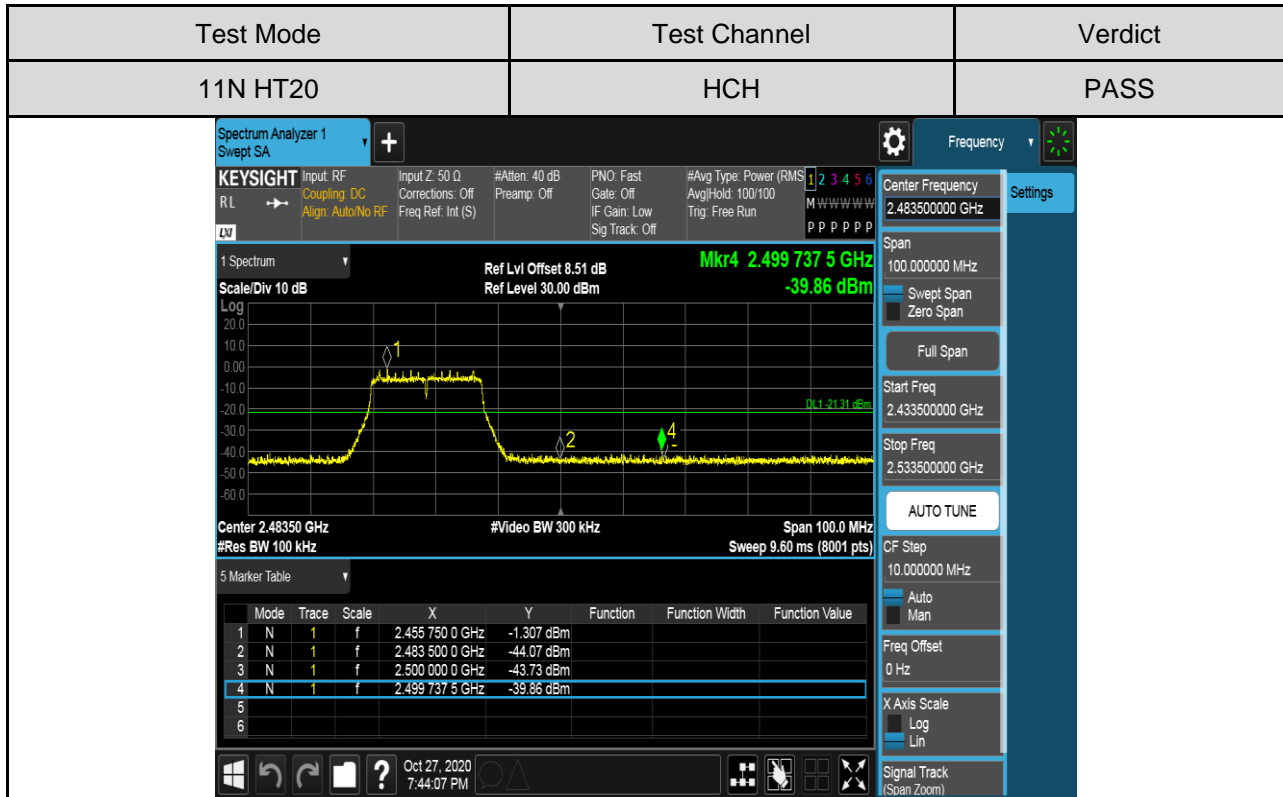 Test Mode Test Channel Verdict
11N HT20 HCH PASS
Spectrum Analyzer 1
Swept SA
+
Frequency
KEYSIGHT Input: RF Input Z: 50 Ω #Atten: 40 dB PNO: Fast #Avg Type: Power (RMS 1 2 3 4 5 6
RL Coupling: DC Corrections: Off Preamp: Off Gate: Off Avg|Hold: 100/100 M W W W W W
Align: Auto/No RF Freq Ref: Int (S) IF Gain: Low Trig: Free Run
LXI Sig Track: Off P P P P P P
1 Spectrum
Ref Lvl Offset 8.51 dB Mkr4 2.499 737 5 GHz
Scale/Div 10 dB Ref Level 30.00 dBm -39.86 dBm
Log
20.0
10.0
0.00
-10.0
-20.0
-30.0
-40.0
-50.0
-60.0
1
DL1 -21.31 dBm
2
4
Center 2.48350 GHz #Video BW 300 kHz Span 100.0 MHz
#Res BW 100 kHz Sweep 9.60 ms (8001 pts)
5 Marker Table
Mode Trace Scale X Y Function Function Width Function Value
1 N 1 f 2.455 750 0 GHz -1.307 dBm
2 N 1 f 2.483 500 0 GHz -44.07 dBm
3 N 1 f 2.500 000 0 GHz -43.73 dBm
4 N 1 f 2.499 737 5 GHz -39.86 dBm
5
6
?
Oct 27, 2020
7:44:07 PM
Center Frequency
2.483500000 GHz
Settings
Span
100.000000 MHz
Swept Span
Zero Span
Full Span
Start Freq
2.433500000 GHz
Stop Freq
2.533500000 GHz
AUTO TUNE
CF Step
10.000000 MHz
Auto
Man
Freq Offset
0 Hz
X Axis Scale
Log
Lin
Signal Track
(Span Zoom)